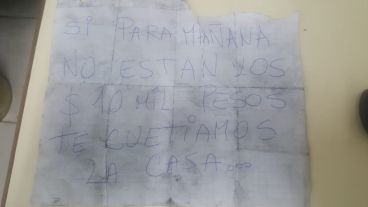 SI PARA MAÑANA
NO ESTAN LOS
$ 10 MIL PESOS
TE CUETIAMOS
LA CASA...